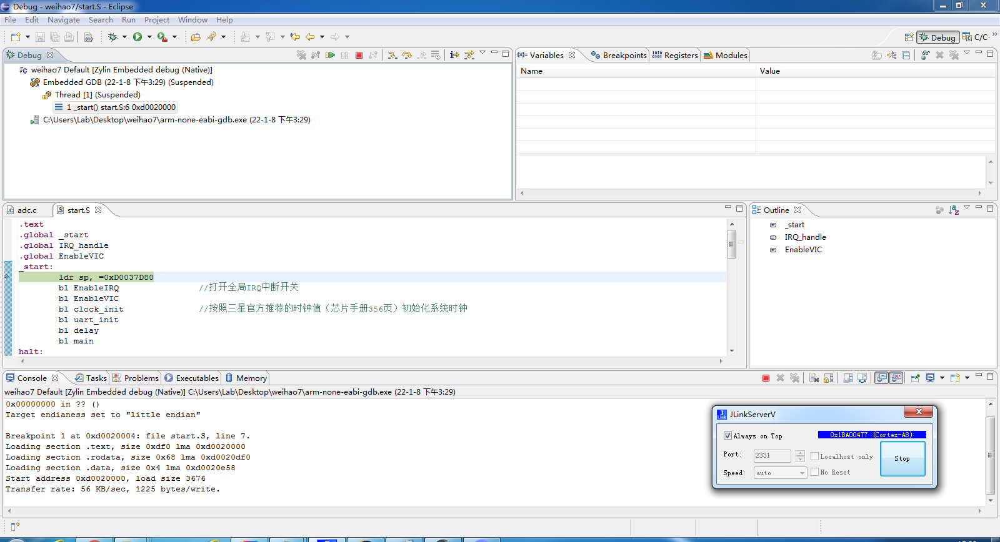 Debug - weihao7/start.S - Eclipse
File Edit Navigate Search Run Project Window Help
Debug C/C·
Debug
weihao7 Default [Zylin Embedded debug (Native)]
Embedded GDB (22-1-8 下午3:29) (Suspended)
Thread [1] (Suspended)
1 _start() start.S:6 0xd0020000
C:\Users\Lab\Desktop\weihao7\arm-none-eabi-gdb.exe (22-1-8 下午3:29)
Variables Breakpoints Registers Modules
Name Value
adc.c start.S
.text
.global _start
.global IRQ_handle
.global EnableVIC
_start:
ldr sp, =0xD0037D80
bl EnableIRQ //打开全局IRQ中断开关
bl EnableVIC
bl clock_init //按照三星官方推荐的时钟值（芯片手册356页）初始化系统时钟
bl uart_init
bl delay
bl main
halt:
Outline
_start
IRQ_handle
EnableVIC
Console Tasks Problems Executables Memory
weihao7 Default [Zylin Embedded debug (Native)] C:\Users\Lab\Desktop\weihao7\arm-none-eabi-gdb.exe (22-1-8 下午3:29)
0x00000000 in ?? ()
Target endianess set to "little endian"
Breakpoint 1 at 0xd0020004: file start.S, line 7.
Loading section .text, size 0xdf0 lma 0xd0020000
Loading section .rodata, size 0x68 lma 0xd0020df0
Loading section .data, size 0x4 lma 0xd0020e58
Start address 0xd0020000, load size 3676
Transfer rate: 56 KB/sec, 1225 bytes/write.
JLinkServerV
Always on Top 0x1BA00477 (Cortex-A8)
Port: 2331 Localhost only Stop
Speed: auto No Reset